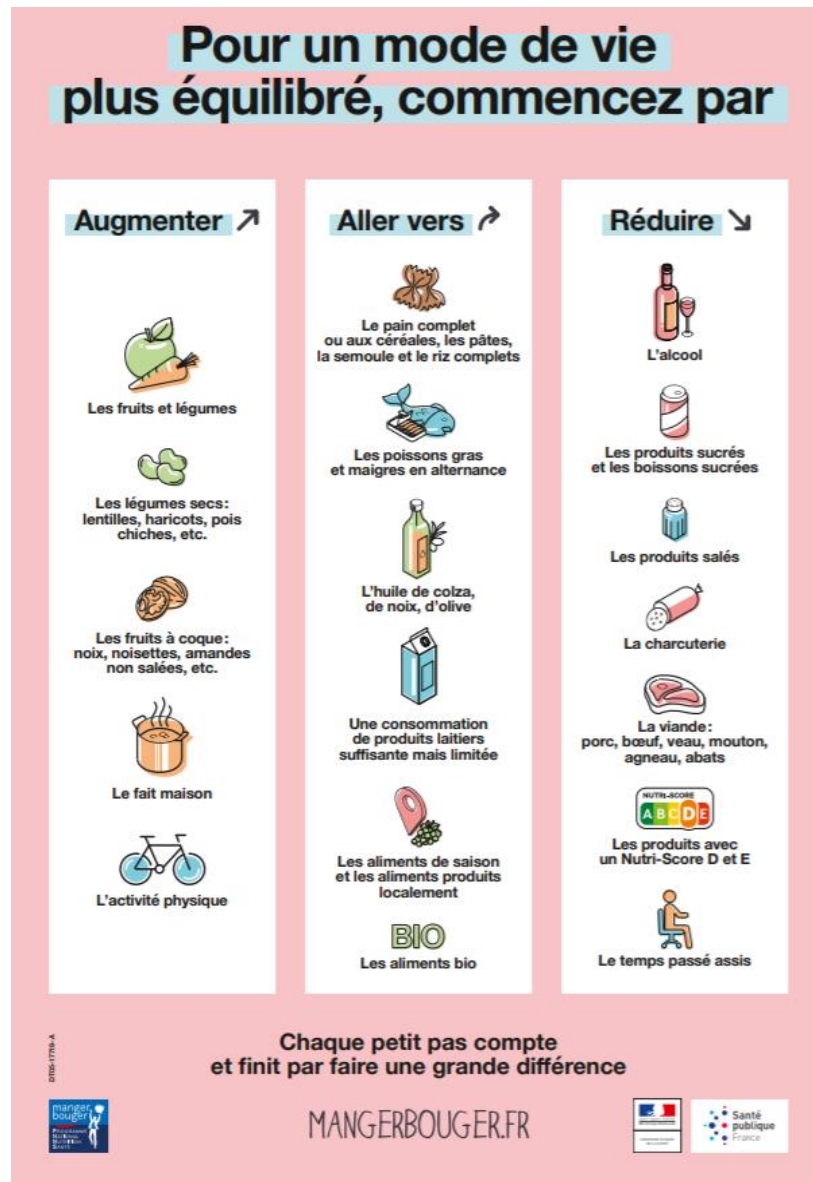 Pour un mode de vie
plus équilibré, commencez par
Augmenter
Les fruits et légumes
Les légumes secs:
lentilles, haricots, pois
chiches, etc.
Les fruits à coque:
noix, noisettes, amandes
non salées, etc.
Le fait maison
L'activité physique
Aller vers
Le pain complet
ou aux céréales, les pâtes,
la semoule et le riz complets
Les poissons gras
et maigres en alternance
L'huile de colza,
de noix, d'olive
Une consommation
de produits laitiers
suffisante mais limitée
Les aliments de saison
et les aliments produits
localement
BIO
Les aliments bio
Réduire
L'alcool
Les produits sucrés
et les boissons sucrées
Les produits salés
La charcuterie
La viande:
porc, bœuf, veau, mouton,
agneau, abats
NUTRI-SCORE
A B C D E
Les produits avec
un Nutri-Score D et E
Le temps passé assis
Chaque petit pas compte
et finit par faire une grande différence
manger
bouger
PROGRAMME
NATIONAL
NUTRITION
SANTÉ
MANGERBOUGER.FR
Santé
publique
France